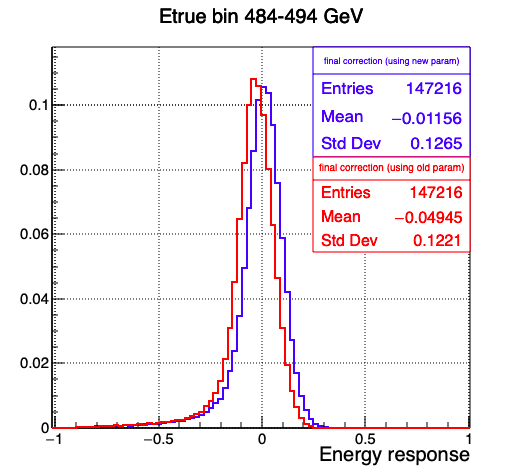 Etrue bin 484-494 GeV
final correction (using new param)
Entries 147216
Mean −0.01156
Std Dev 0.1265
final correction (using old param)
Entries 147216
Mean −0.04945
Std Dev 0.1221
0.1
0.08
0.06
0.04
0.02
0
−1 −0.5 0 0.5 1
Energy response